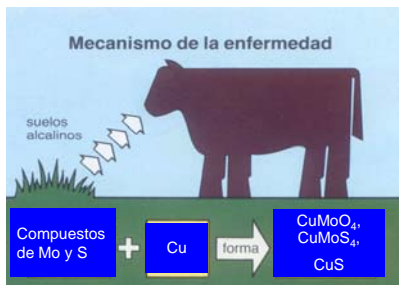 Mecanismo de la enfermedad
suelos
alcalinos
Compuestos
de Mo y S
+
Cu
forma
CuMoO₄,
CuMoS₄,
CuS